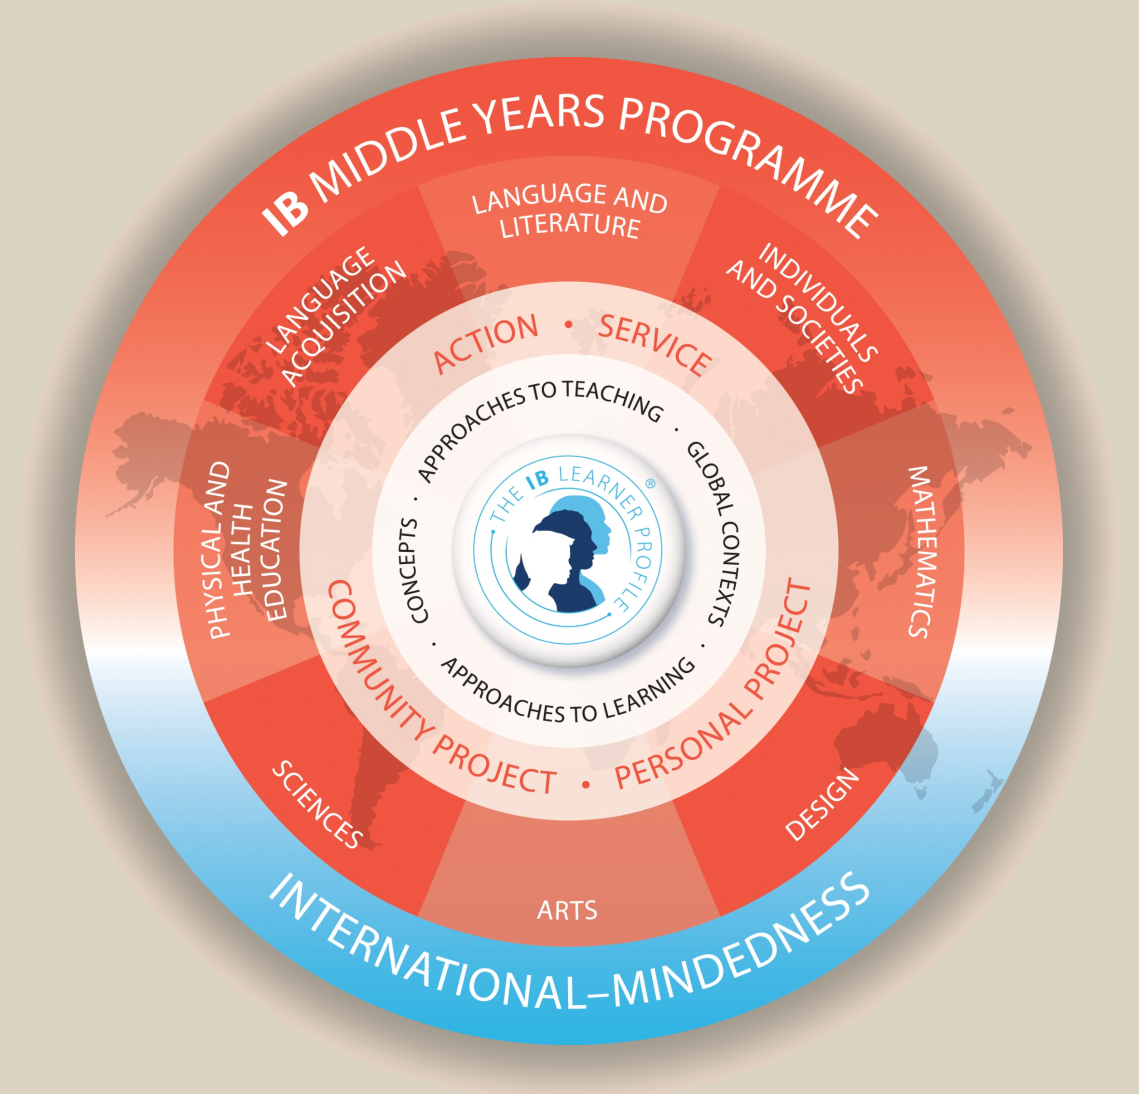 IB MIDDLE YEARS PROGRAMME
LANGUAGE AND
LITERATURE
INDIVIDUALS
AND SOCIETIES
MATHEMATICS
DESIGN
ARTS
SCIENCES
PHYSICAL AND
HEALTH
EDUCATION
LANGUAGE
ACQUISITION
ACTION • SERVICE
PERSONAL PROJECT
•
COMMUNITY PROJECT
APPROACHES TO TEACHING ·
GLOBAL CONTEXTS ·
APPROACHES TO LEARNING ·
CONCEPTS ·
THE IB LEARNER PROFILE ®
INTERNATIONAL–MINDEDNESS